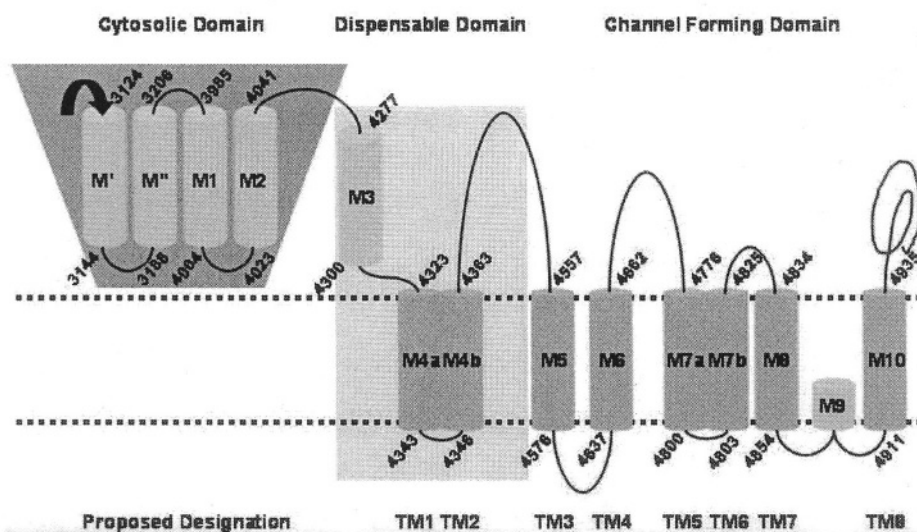 Cytosolic Domain Dispensable Domain Channel Forming Domain
3124 3206 3985 4041 4277
M' M" M1 M2 M3
3144 3188 4004 4023 4300 4323 4363 4557 4662 4776 4825 4834 4935
M4a M4b M5 M6 M7a M7b M8 M9 M10
4343 4346 4576 4637 4800 4803 4854 4911
Proposed Designation TM1 TM2 TM3 TM4 TM5 TM6 TM7 TM8